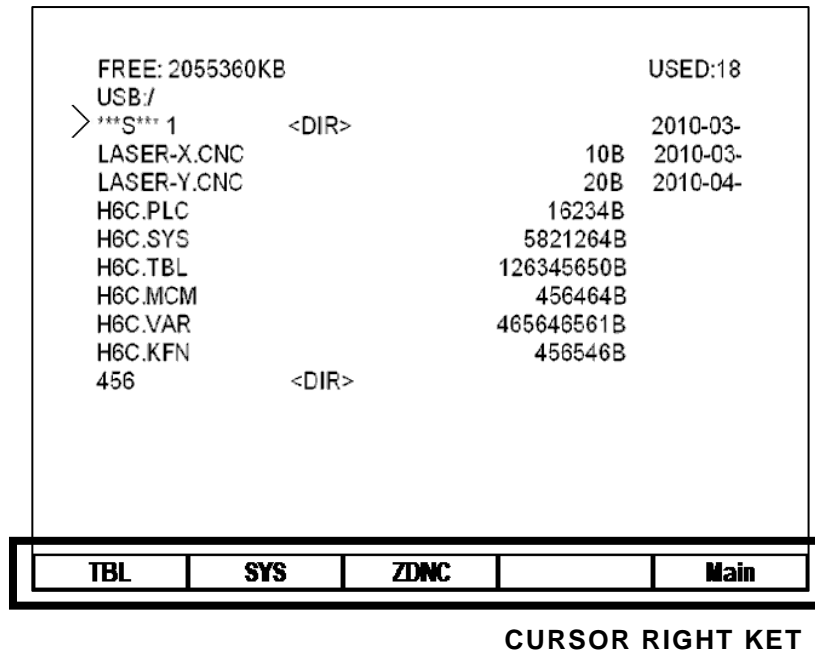 FREE: 2055360KB USED:18
USB:/
***S*** 1 <DIR> 2010-03-
LASER-X.CNC 10B 2010-03-
LASER-Y.CNC 20B 2010-04-
H6C.PLC 16234B
H6C.SYS 5821264B
H6C.TBL 126345650B
H6C.MCM 456464B
H6C.VAR 465646561B
H6C.KFN 456546B
456 <DIR>
TBL SYS ZDNC Main
CURSOR RIGHT KET